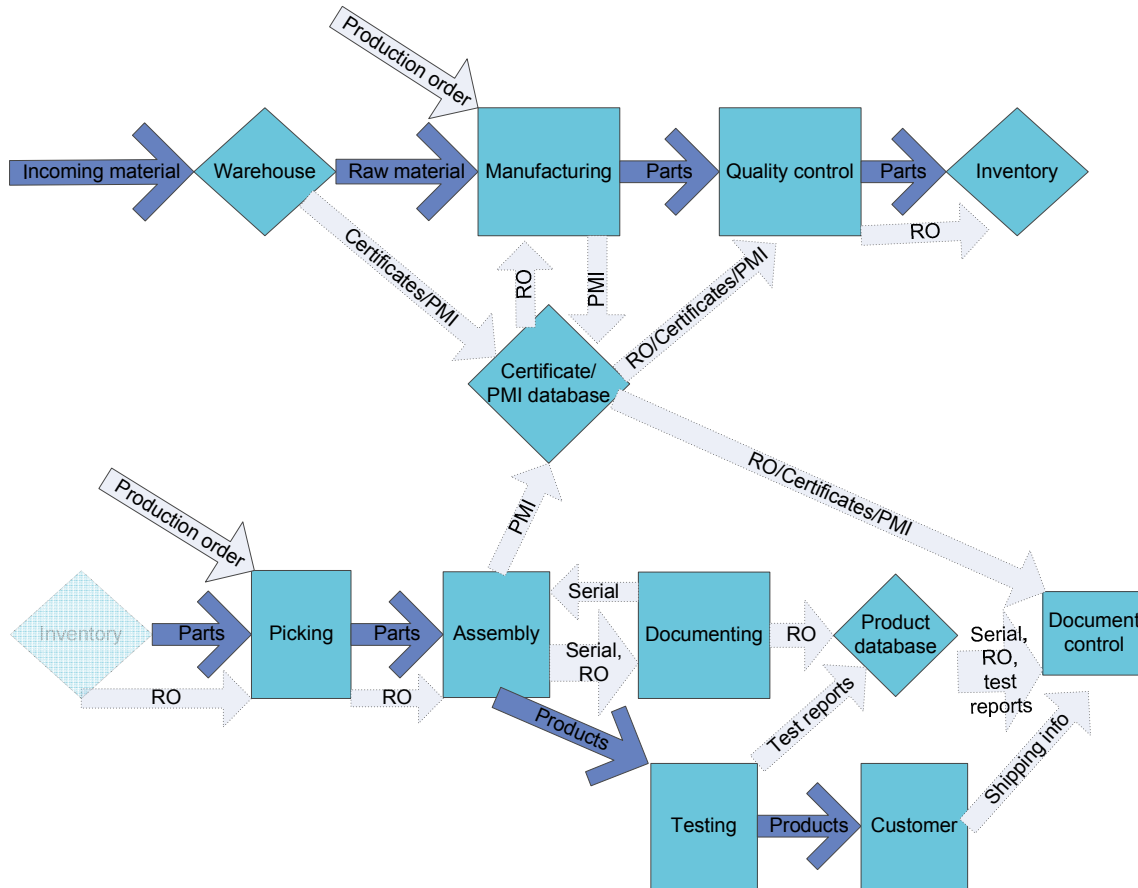 Production order
Incoming material
Warehouse
Raw material
Manufacturing
Parts
Quality control
Parts
Inventory
RO
Certificates/PMI
RO
PMI
RO/Certificates/PMI
Certificate/
PMI database
RO/Certificates/PMI
Production order
PMI
Inventory
Parts
Picking
Parts
Assembly
Serial
Serial,
RO
Documenting
RO
Product
database
Serial,
RO,
test
reports
Document
control
RO
RO
Products
Test reports
Shipping info
Testing
Products
Customer